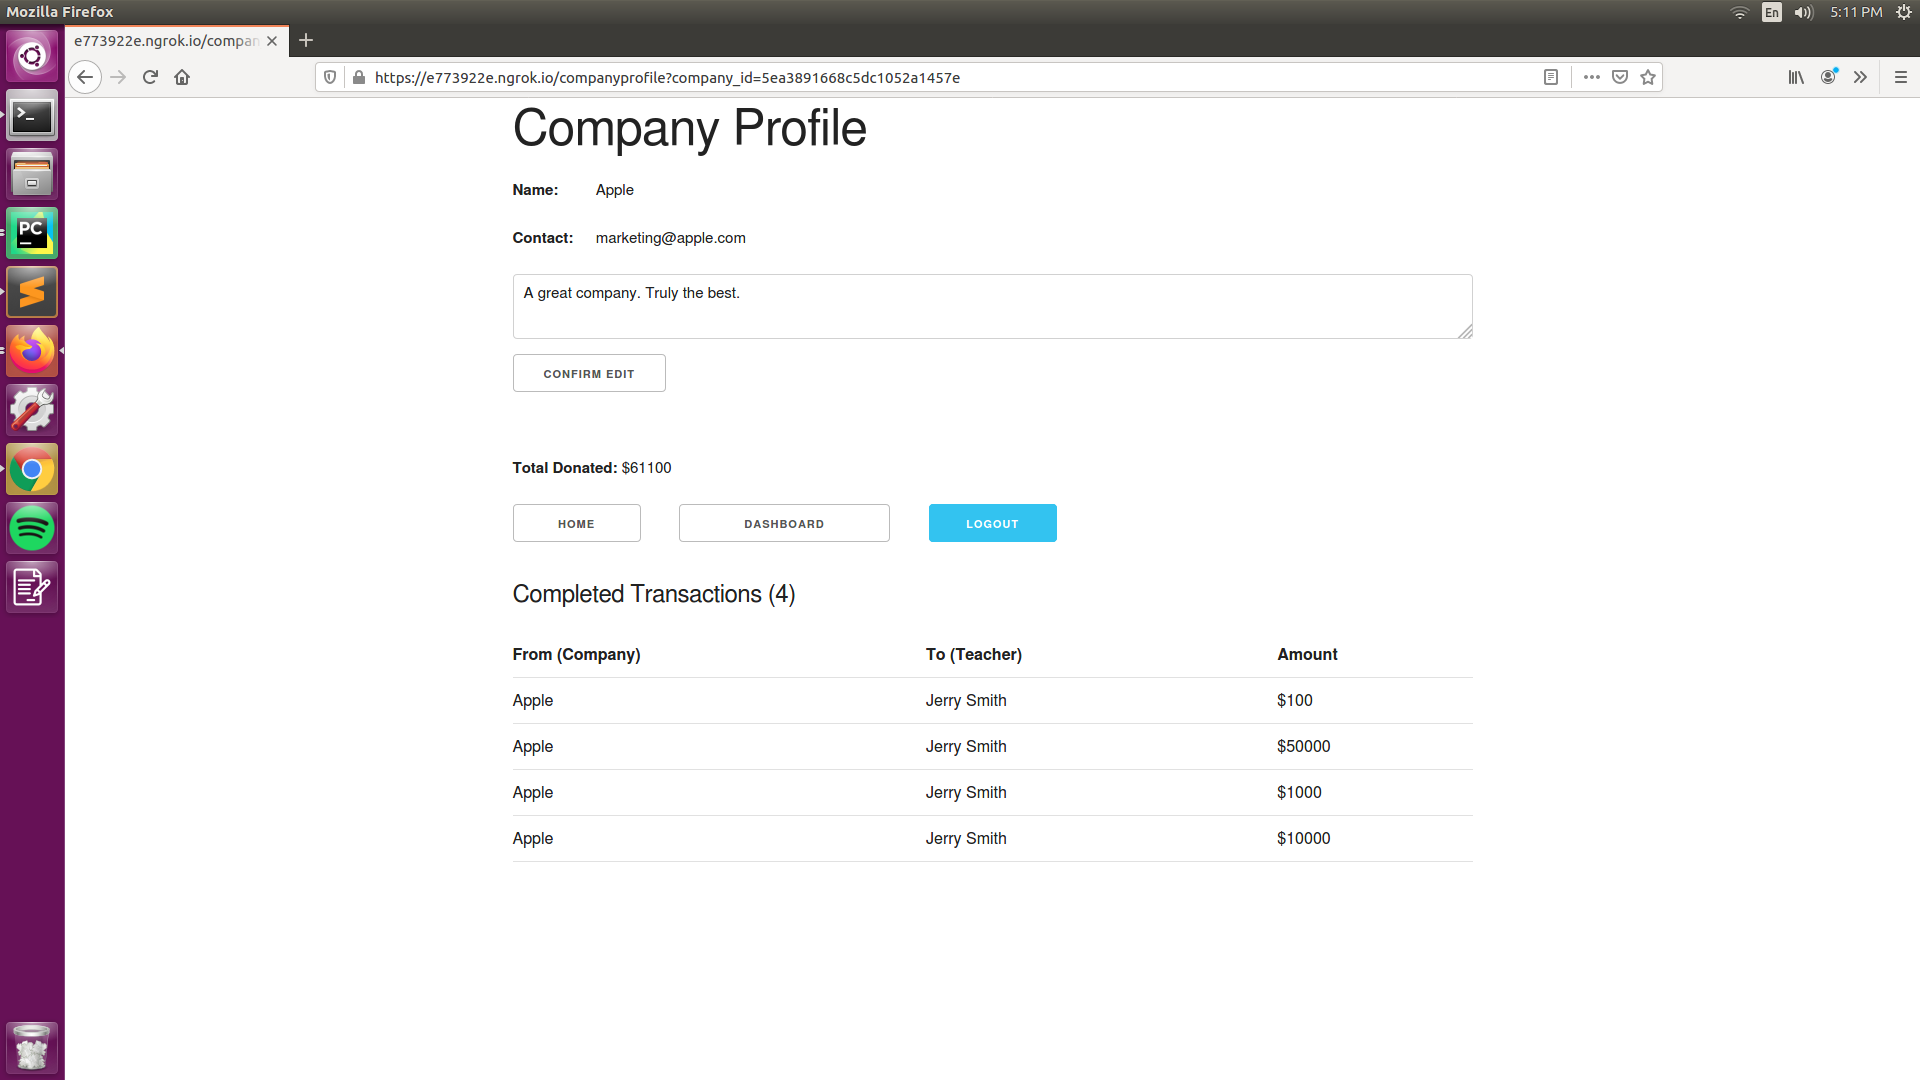 Mozilla Firefox
En
5:11 PM
e773922e.ngrok.io/compan
https://e773922e.ngrok.io/companyprofile?company_id=5ea3891668c5dc1052a1457e
Company Profile
Name: Apple
Contact: marketing@apple.com
A great company. Truly the best.
CONFIRM EDIT
Total Donated: $61100
HOME DASHBOARD LOGOUT
Completed Transactions (4)
From (Company) To (Teacher) Amount
Apple Jerry Smith $100
Apple Jerry Smith $50000
Apple Jerry Smith $1000
Apple Jerry Smith $10000
PC